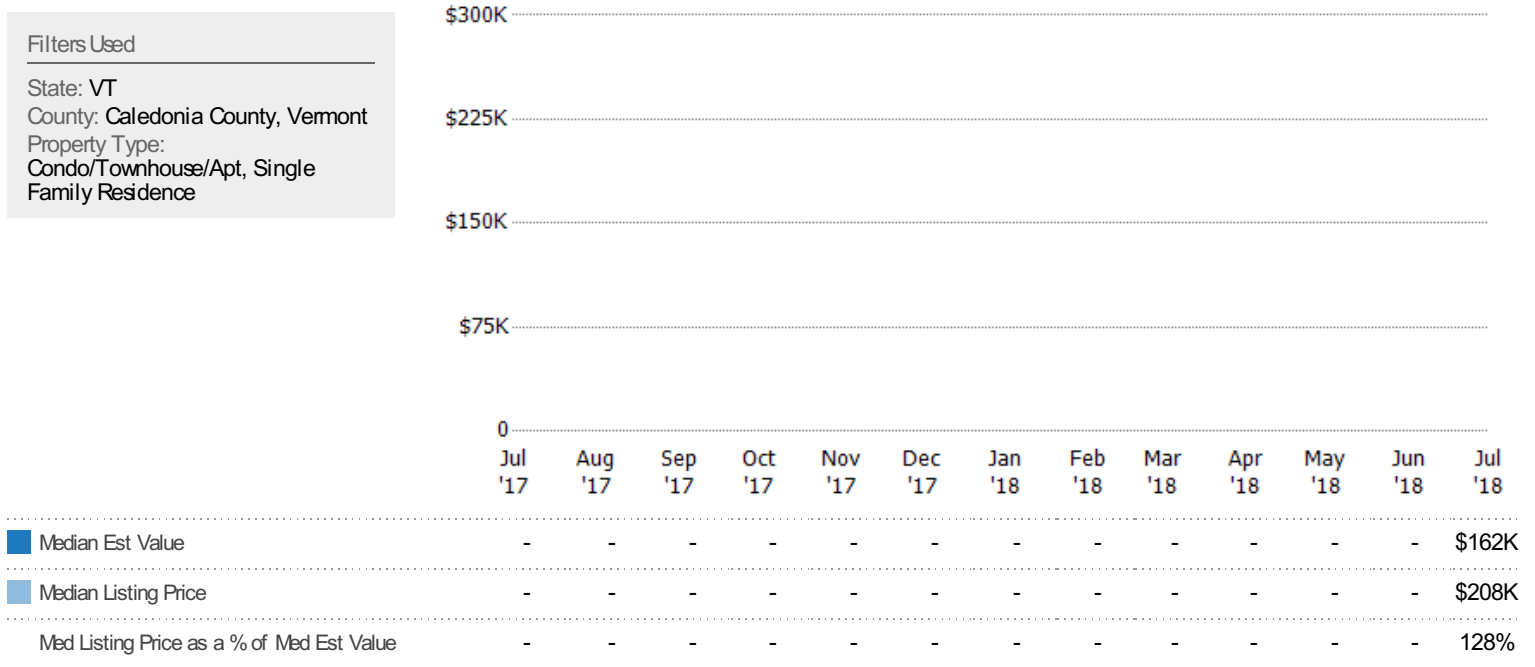 Filters Used
State: VT
County: Caledonia County, Vermont
Property Type:
Condo/Townhouse/Apt, Single
Family Residence
$300K
$225K
$150K
$75K
0
Jul Aug Sep Oct Nov Dec Jan Feb Mar Apr May Jun Jul
'17 '17 '17 '17 '17 '17 '18 '18 '18 '18 '18 '18 '18
Median Est Value - - - - - - - - - - - - $162K
Median Listing Price - - - - - - - - - - - - $208K
Med Listing Price as a % of Med Est Value - - - - - - - - - - - - 128%